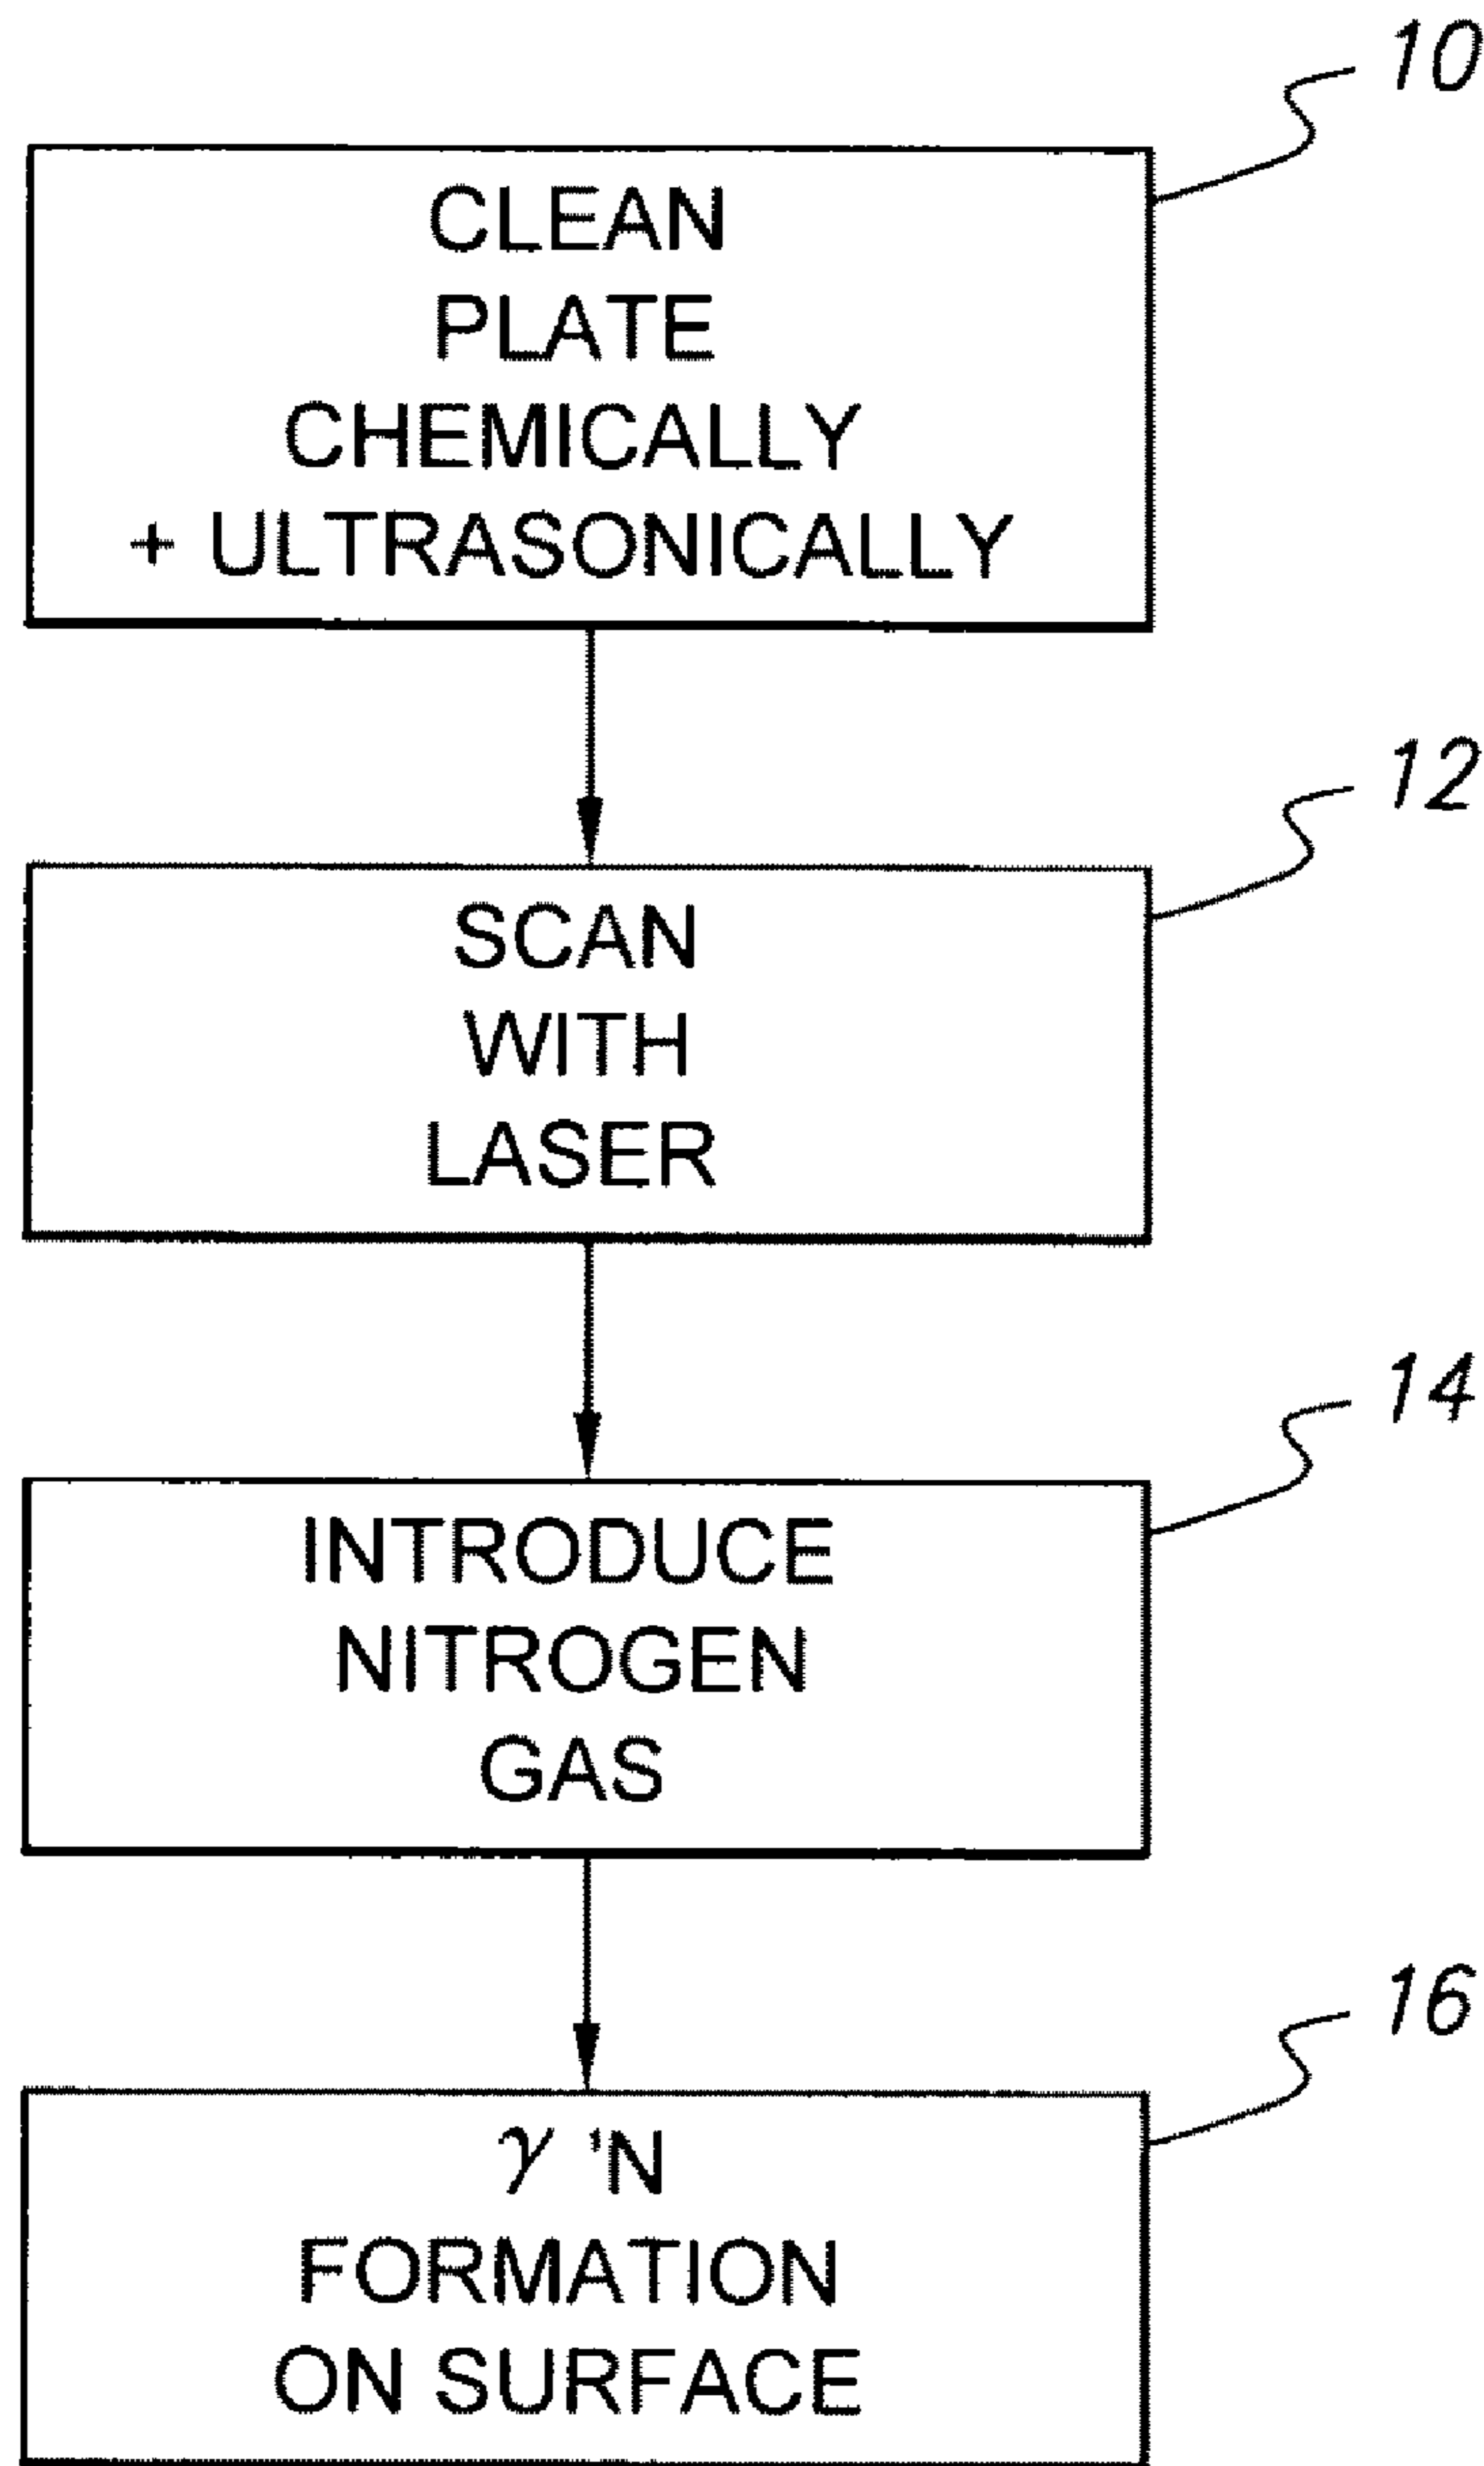 10
CLEAN
PLATE
CHEMICALLY
+ ULTRASONICALLY
12
SCAN
WITH
LASER
14
INTRODUCE
NITROGEN
GAS
16
γ 'N
FORMATION
ON SURFACE